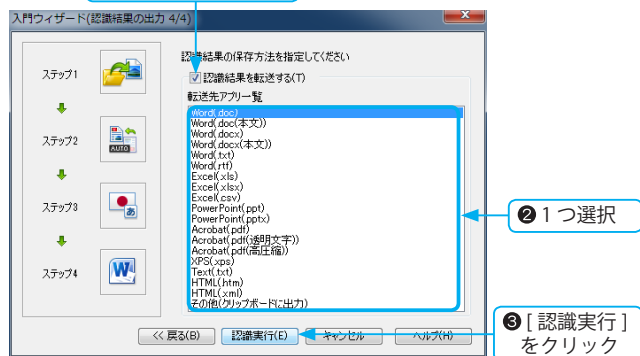 入門ウィザード(認識結果の出力 4/4)
認識結果の保存方法を指定してください
ステップ1
認識結果を転送する(T)
転送先アプリ一覧
Word(.doc)
Word(.doc(本文))
Word(.docx)
Word(.docx(本文))
Word(.txt)
Word(.rtf)
Excel(.xls)
Excel(.xlsx)
Excel(.csv)
PowerPoint(.ppt)
PowerPoint(.pptx)
Acrobat(.pdf)
Acrobat(.pdf(透明文字))
Acrobat(.pdf(高圧縮))
XPS(.xps)
Text(.txt)
HTML(.htm)
HTML(.xml)
その他(クリップボードに出力)
ステップ2
AUTO
ステップ3
あ
ステップ4
W
❷1つ選択
<< 戻る(B)
認識実行(E)
キャンセル
ヘルプ(H)
❸[認識実行]
をクリック